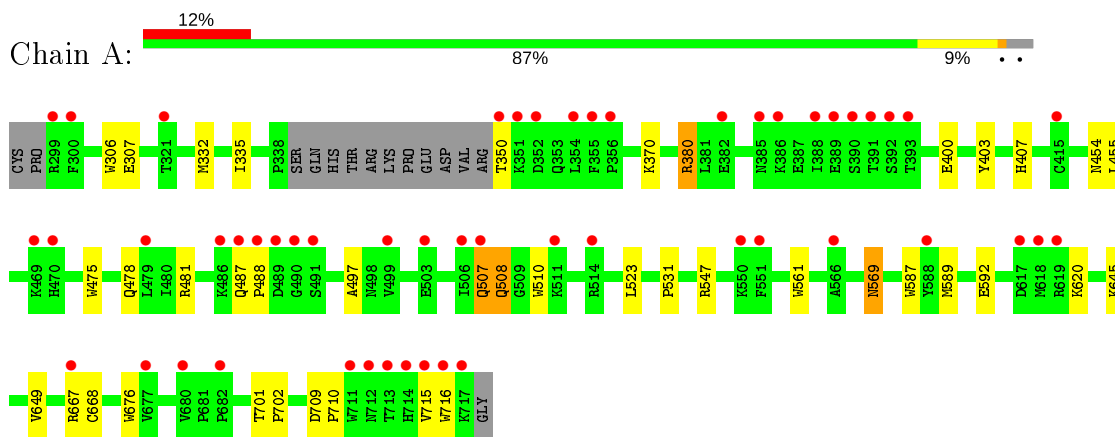 12%
Chain A:
87% 9% • •
CYS PRO R299 F300 W306 E307 T321 M332 I335 P338 SER GLN HIS THR ARG LYS PRO GLU ASP VAL ARG T350 K351 D352 Q353 L354 F355 P356 K370 R380 L381 E382 N385 K386 E387 I388 E389 S390 T391 S392 T393 E400 Y403 H407 C415 N454 L455
K469 H470 W475 Q478 L479 I480 R481 K486 Q487 P488 D489 G490 S491 A497 N498 V499 E503 I506 Q507 Q508 G509 W510 K511 R514 L523 P531 R547 K550 F551 W561 A566 N569 W587 Y588 M589 E592 D617 M618 R619 K620 K645
V649 R667 C668 W676 V677 V680 P681 P682 T701 P702 D709 P710 W711 N712 T713 H714 V715 W716 K717 GLY